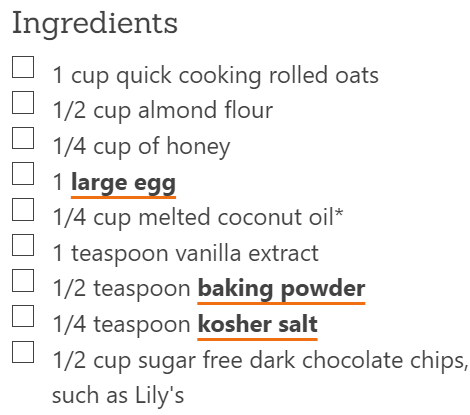 Ingredients
1 cup quick cooking rolled oats
1/2 cup almond flour
1/4 cup of honey
1 large egg
1/4 cup melted coconut oil*
1 teaspoon vanilla extract
1/2 teaspoon baking powder
1/4 teaspoon kosher salt
1/2 cup sugar free dark chocolate chips,
such as Lily's